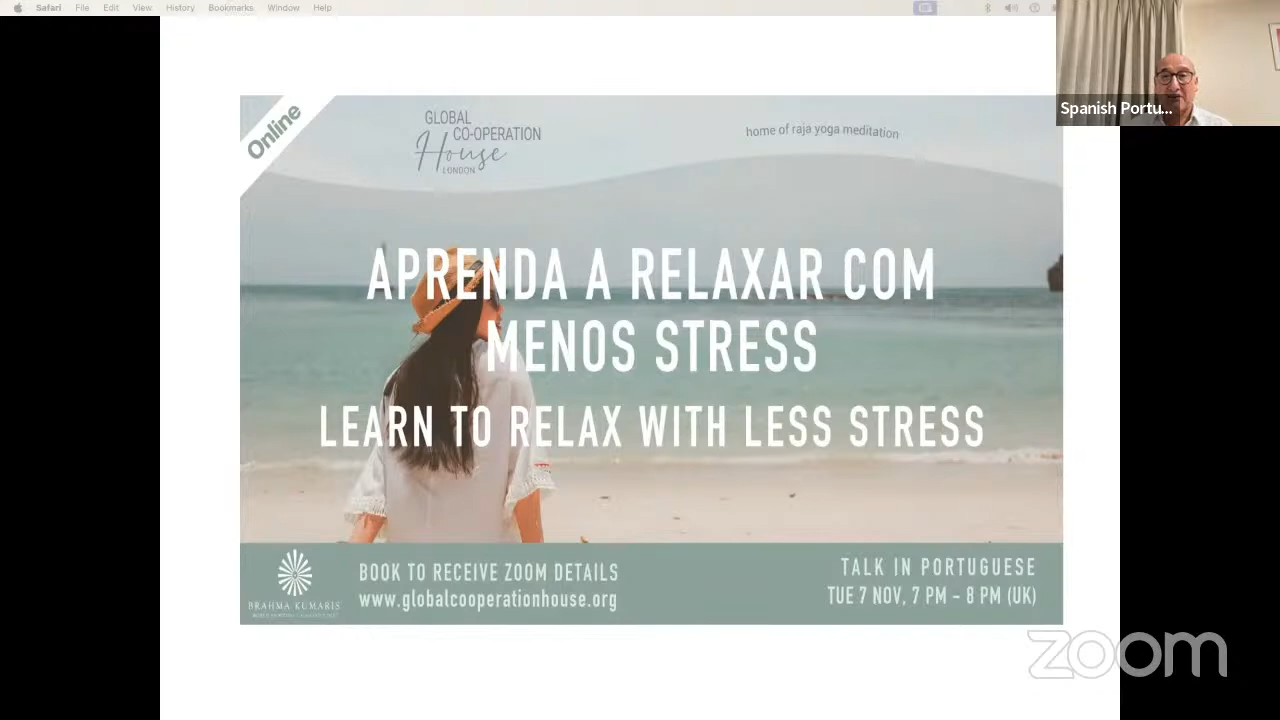 Safari File Edit View History Bookmarks Window Help
Spanish Portu...
Online
GLOBAL
CO-OPERATION
House
LONDON
home of raja yoga meditation
APRENDA A RELAXAR COM
MENOS STRESS
LEARN TO RELAX WITH LESS STRESS
BRAHMA KUMARIS
BOOK TO RECEIVE ZOOM DETAILS
www.globalcooperationhouse.org
TALK IN PORTUGUESE
TUE 7 NOV, 7 PM – 8 PM (UK)
zoom